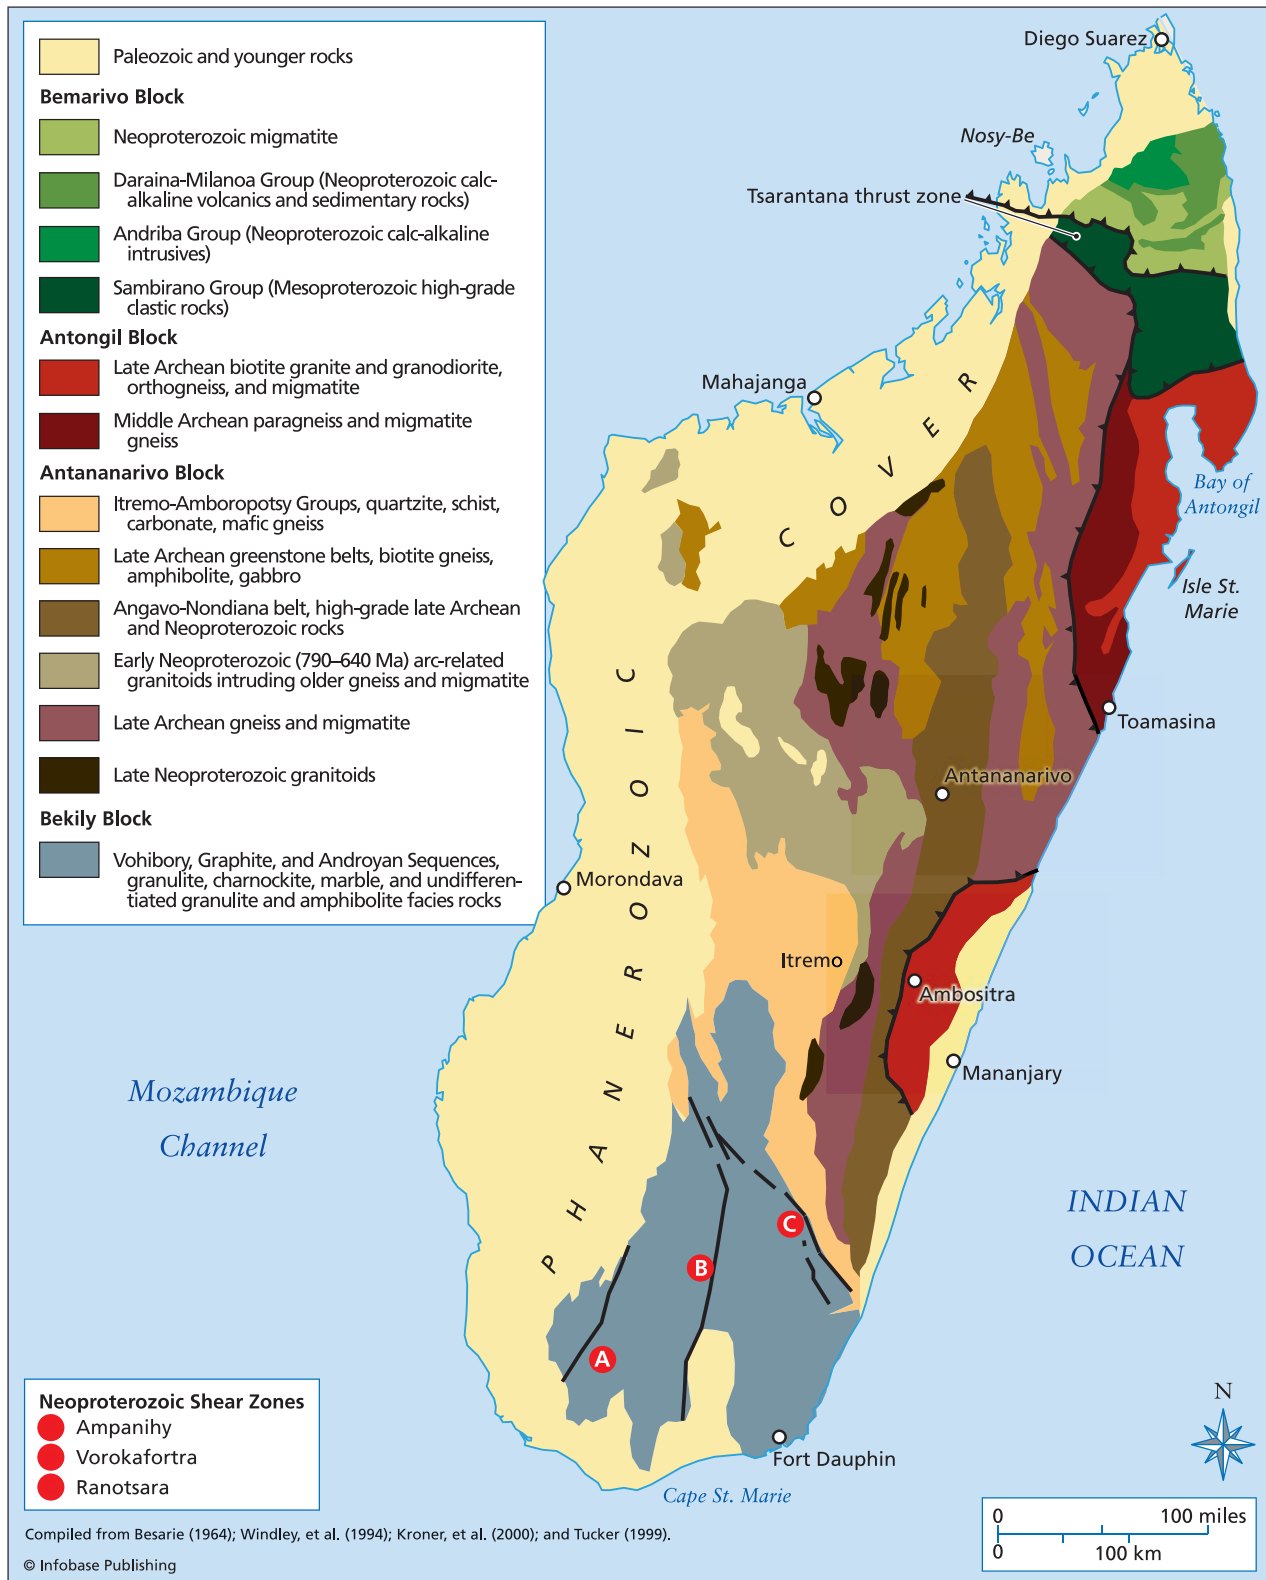 Paleozoic and younger rocks
Bemarivo Block
Neoproterozoic migmatite
Daraina-Milanoa Group (Neoproterozoic calc-
alkaline volcanics and sedimentary rocks)
Andriba Group (Neoproterozoic calc-alkaline
intrusives)
Sambirano Group (Mesoproterozoic high-grade
clastic rocks)
Antongil Block
Late Archean biotite granite and granodiorite,
orthogneiss, and migmatite
Middle Archean paragneiss and migmatite
gneiss
Antananarivo Block
Itremo-Amboropotsy Groups, quartzite, schist,
carbonate, mafic gneiss
Late Archean greenstone belts, biotite gneiss,
amphibolite, gabbro
Angavo-Nondiana belt, high-grade late Archean
and Neoproterozoic rocks
Early Neoproterozoic (790–640 Ma) arc-related
granitoids intruding older gneiss and migmatite
Late Archean gneiss and migmatite
Late Neoproterozoic granitoids
Bekily Block
Vohibory, Graphite, and Androyan Sequences,
granulite, charnockite, marble, and undifferen-
tiated granulite and amphibolite facies rocks
Diego Suarez
Nosy-Be
Tsarantana thrust zone
Mahajanga
Bay of
Antongil
Isle St.
Marie
Toamasina
Antananarivo
Morondava
Itremo
Ambositra
Mananjary
PHANEROZOIC COVER
Mozambique
Channel
INDIAN
OCEAN
C
B
A
Fort Dauphin
Cape St. Marie
Neoproterozoic Shear Zones
Ampanihy
Vorokafortra
Ranotsara
N
0 100 miles
0 100 km
Compiled from Besarie (1964); Windley, et al. (1994); Kroner, et al. (2000); and Tucker (1999).
© Infobase Publishing